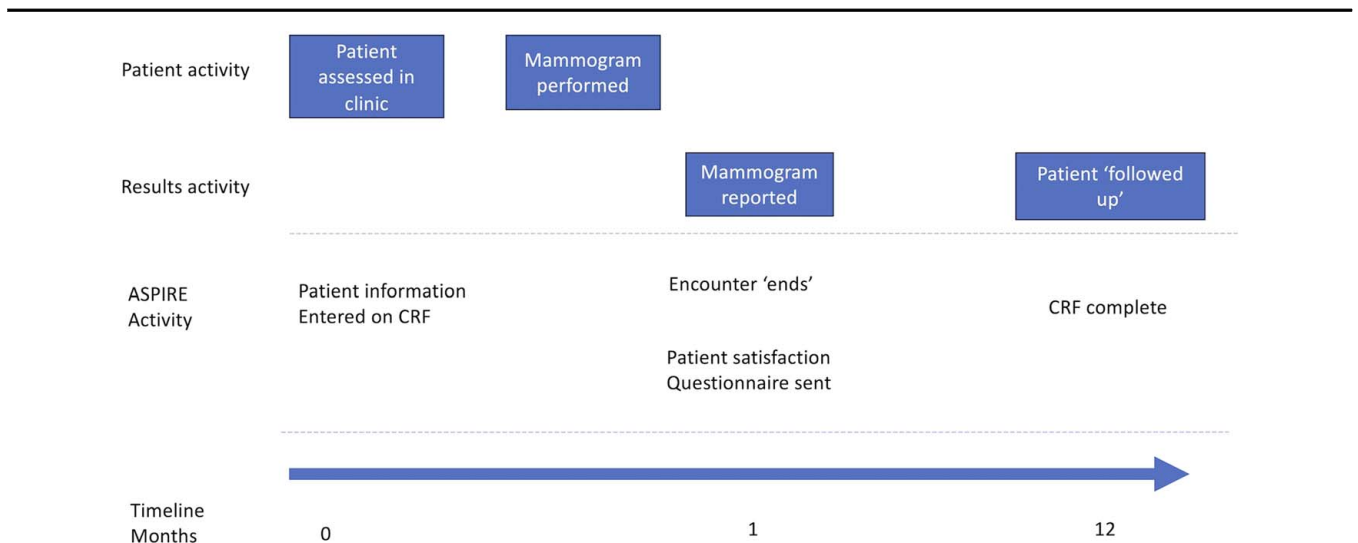 Patient activity
Patient
assessed in
clinic
Mammogram
performed
Results activity
Mammogram
reported
Patient ‘followed
up’
ASPIRE
Activity
Patient information
Entered on CRF
Encounter ‘ends’
Patient satisfaction
Questionnaire sent
CRF complete
Timeline
Months
0
1
12